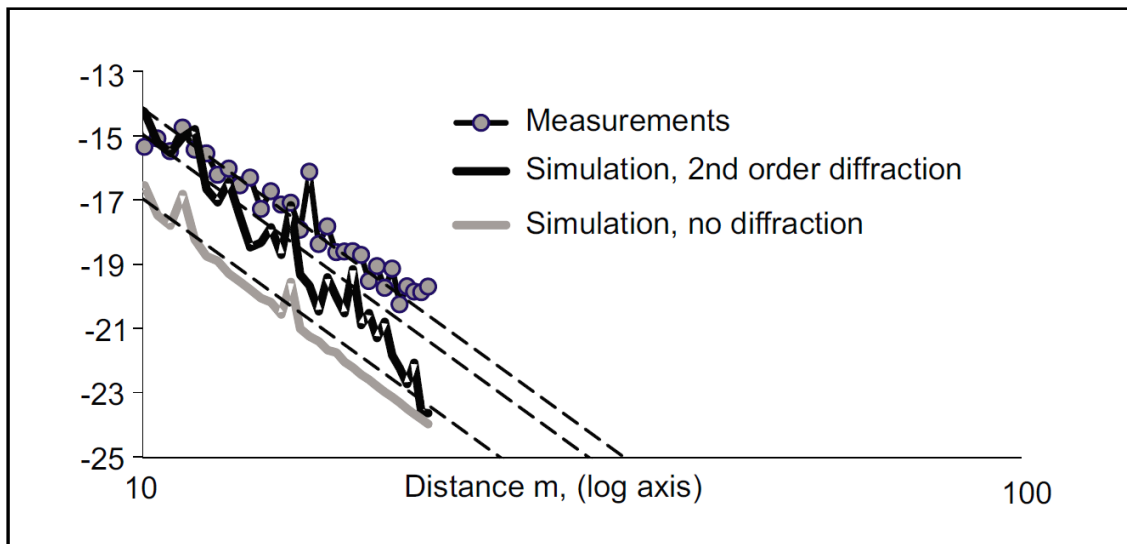 -13
-15
-17
-19
-21
-23
-25
Measurements
Simulation, 2nd order diffraction
Simulation, no diffraction
10
Distance m, (log axis)
100